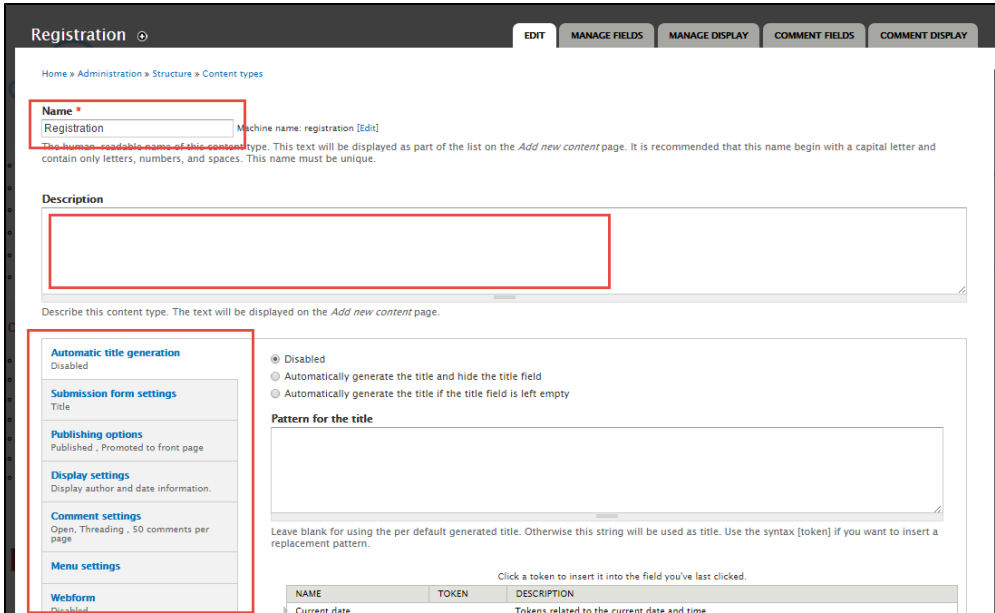 Registration
EDIT
MANAGE FIELDS
MANAGE DISPLAY
COMMENT FIELDS
COMMENT DISPLAY
Home » Administration » Structure » Content types
Name *
Registration
Machine name: registration [Edit]
The human-readable name of this content type. This text will be displayed as part of the list on the Add new content page. It is recommended that this name begin with a capital letter and
contain only letters, numbers, and spaces. This name must be unique.
Description
Describe this content type. The text will be displayed on the Add new content page.
Automatic title generation
Disabled
Submission form settings
Title
Publishing options
Published , Promoted to front page
Display settings
Display author and date information.
Comment settings
Open, Threading , 50 comments per
page
Menu settings
Webform
Disabled
Disabled
Automatically generate the title and hide the title field
Automatically generate the title if the title field is left empty
Pattern for the title
Leave blank for using the per default generated title. Otherwise this string will be used as title. Use the syntax [token] if you want to insert a
replacement pattern.
Click a token to insert it into the field you've last clicked.
NAME TOKEN DESCRIPTION
Current date Tokens related to the current date and time.